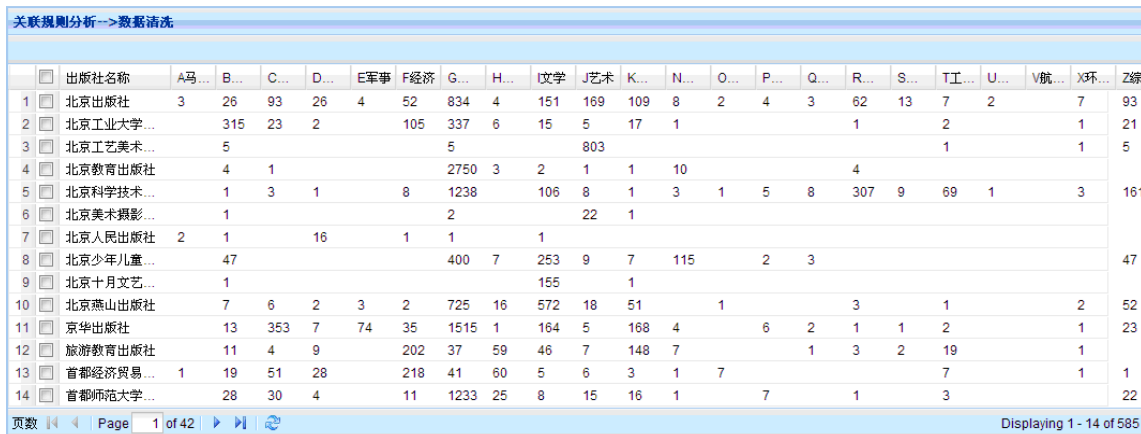 关联规则分析-->数据清洗
出版社名称 A马... B... C... D... E军事 F经济 G... H... I文学 J艺术 K... N... O... P... Q... R... S... T工... U... V航... X环... Z综
1 北京出版社 3 26 93 26 4 52 834 4 151 169 109 8 2 4 3 62 13 7 2 7 93
2 北京工业大学... 315 23 2 105 337 6 15 5 17 1 1 2 1 21
3 北京工艺美术... 5 5 803 1 1 5
4 北京教育出版社 4 1 2750 3 2 1 1 10 4
5 北京科学技术... 1 3 1 8 1238 106 8 1 3 1 5 8 307 9 69 1 3 161
6 北京美术摄影... 1 2 22 1
7 北京人民出版社 2 1 16 1 1 1
8 北京少年儿童... 47 400 7 253 9 7 115 2 3 47
9 北京十月文艺... 1 155 1
10 北京燕山出版社 7 6 2 3 2 725 16 572 18 51 1 3 1 2 52
11 京华出版社 13 353 7 74 35 1515 1 164 5 168 4 6 2 1 1 2 1 23
12 旅游教育出版社 11 4 9 202 37 59 46 7 148 7 1 3 2 19 1
13 首都经济贸易... 1 19 51 28 218 41 60 5 6 3 1 7 7 1 1
14 首都师范大学... 28 30 4 11 1233 25 8 15 16 1 7 1 3 22
页数 Page 1 of 42 Displaying 1 - 14 of 585